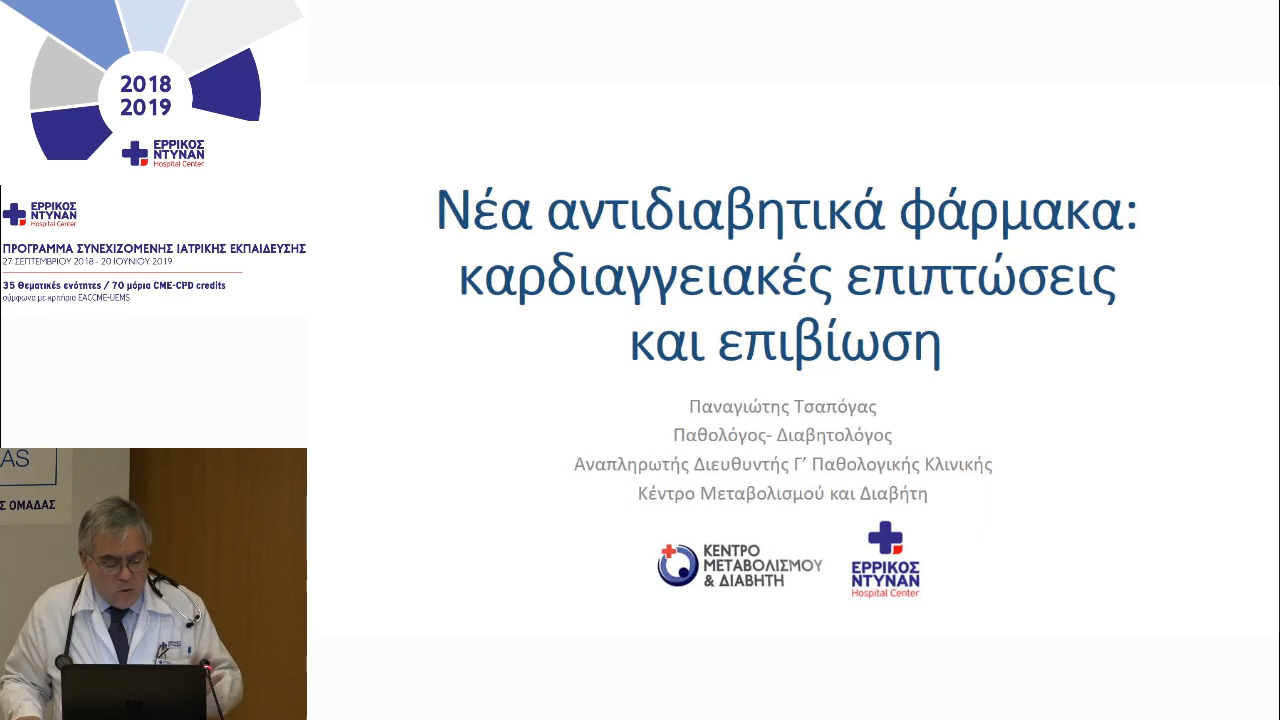 2018
2019
ΕΡΡΙΚΟΣ
ΝΤΥΝΑΝ
Hospital Center
ΕΡΡΙΚΟΣ
ΝΤΥΝΑΝ
Hospital Center
ΠΡΟΓΡΑΜΜΑ ΣΥΝΕΧΙΖΟΜΕΝΗΣ ΙΑΤΡΙΚΗΣ ΕΚΠΑΙΔΕΥΣΗΣ
27 ΣΕΠΤΕΜΒΡΙΟΥ 2018 - 20 ΙΟΥΝΙΟΥ 2019
35 Θεματικές ενότητες / 70 μόρια CME-CPD credits
σύμφωνα με κριτήρια EACCME-UEMS
AS
Σ ΟΜΑΔΑΣ
Νέα αντιδιαβητικά φάρμακα:
καρδιαγγειακές επιπτώσεις
και επιβίωση
Παναγιώτης Τσαπόγας
Παθολόγος- Διαβητολόγος
Αναπληρωτής Διευθυντής Γ’ Παθολογικής Κλινικής
Κέντρο Μεταβολισμού και Διαβήτη
ΚΕΝΤΡΟ
ΜΕΤΑΒΟΛΙΣΜΟΥ
& ΔΙΑΒΗΤΗ
ΕΡΡΙΚΟΣ
ΝΤΥΝΑΝ
Hospital Center